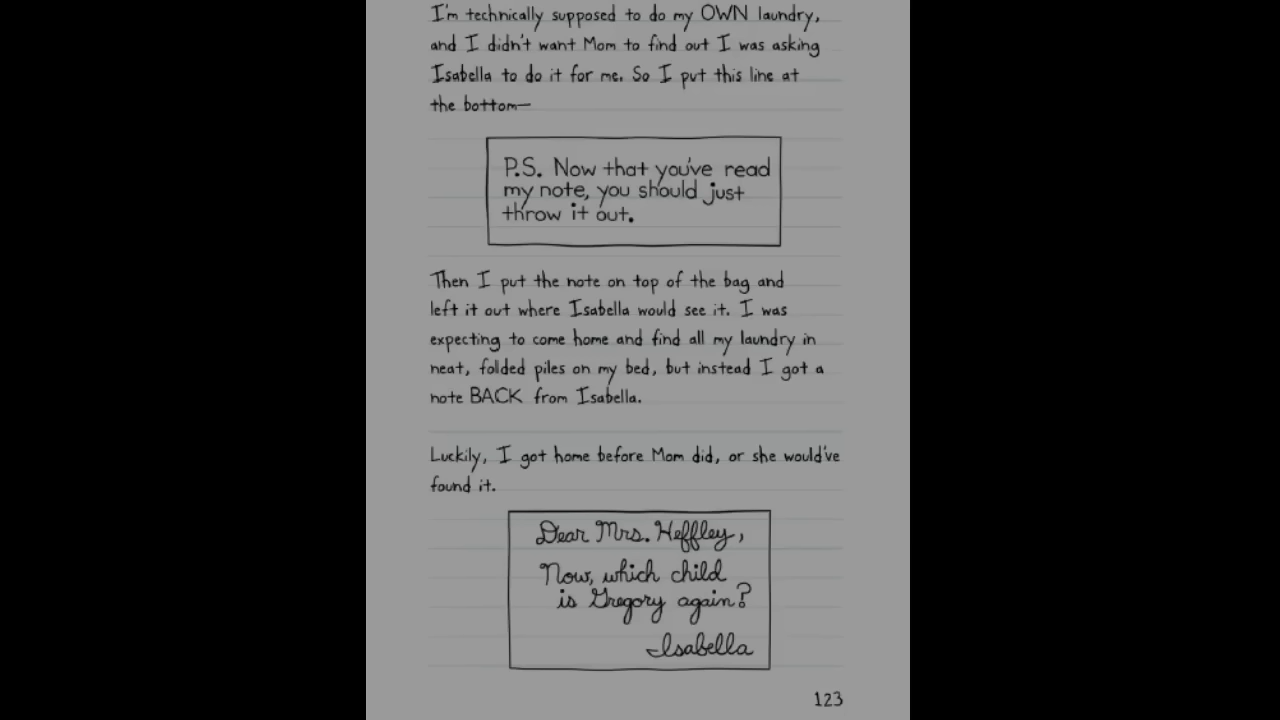 I'm technically supposed to do my OWN laundry,
and I didn't want Mom to find out I was asking
Isabella to do it for me. So I put this line at
the bottom—
P.S. Now that you've read
my note, you should just
throw it out.
Then I put the note on top of the bag and
left it out where Isabella would see it. I was
expecting to come home and find all my laundry in
neat, folded piles on my bed, but instead I got a
note BACK from Isabella.
Luckily, I got home before Mom did, or she would've
found it.
Dear Mrs. Heffley,
Now, which child
is Gregory again?
-Isabella
123